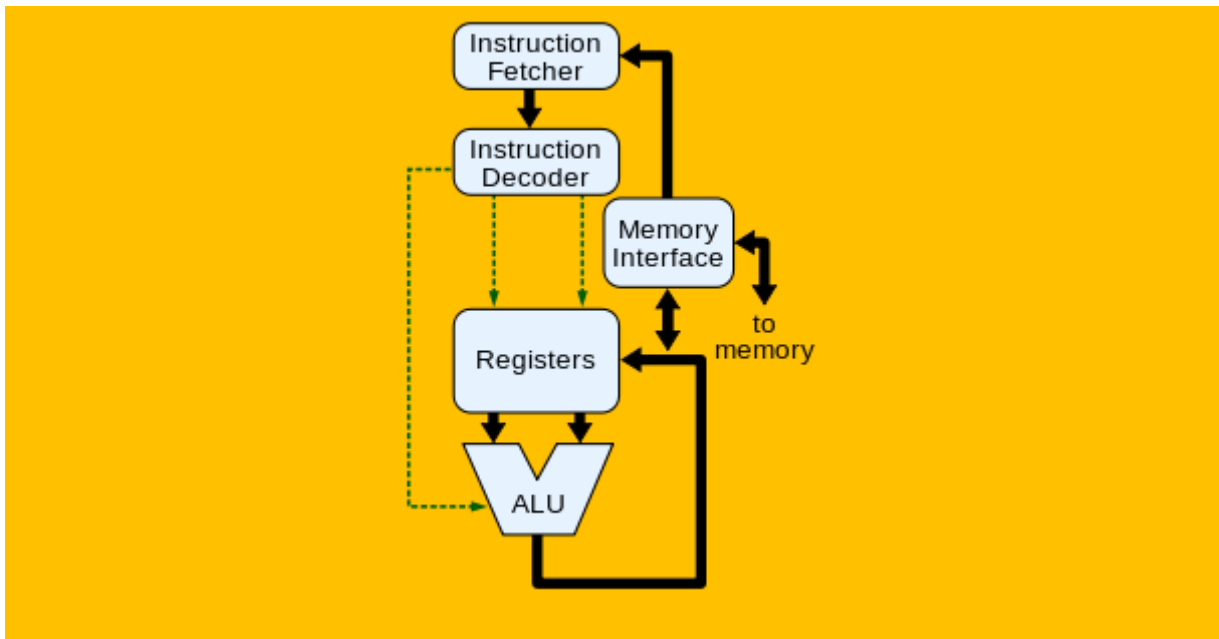 Instruction
Fetcher
Instruction
Decoder
Memory
Interface
to
memory
Registers
ALU